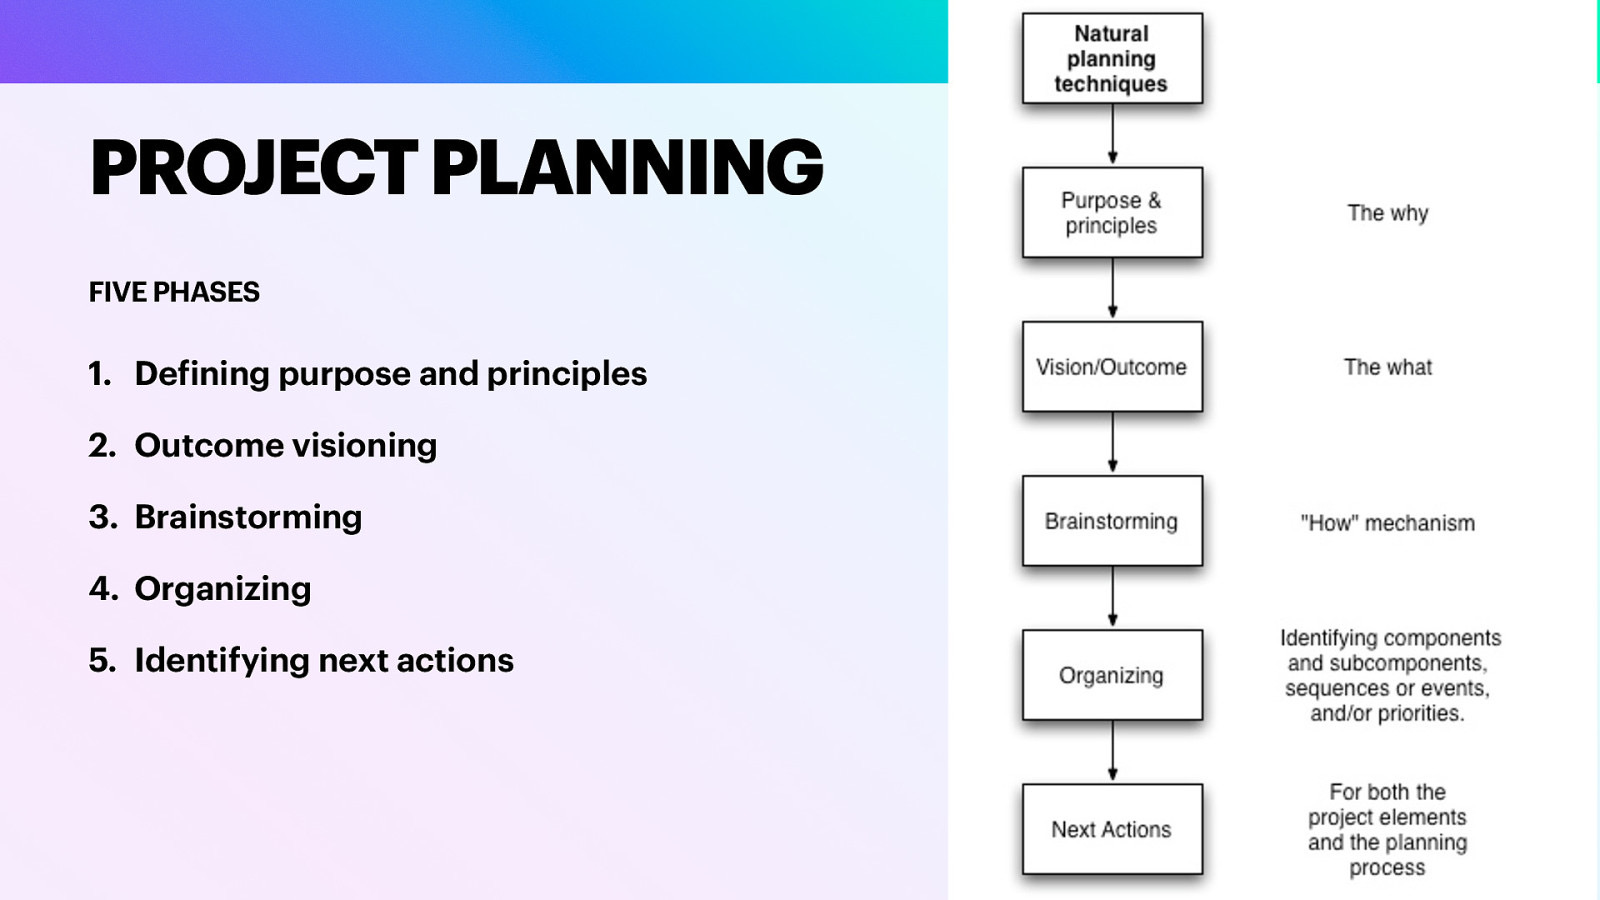 PROJECT PLANNING
FIVE PHASES
1. Defining purpose and principles
2. Outcome visioning
3. Brainstorming
4. Organizing
5. Identifying next actions
Natural
planning
techniques
Purpose &
principles
The why
Vision/Outcome
The what
Brainstorming
"How" mechanism
Organizing
Identifying components
and subcomponents,
sequences or events,
and/or priorities.
Next Actions
For both the
project elements
and the planning
process